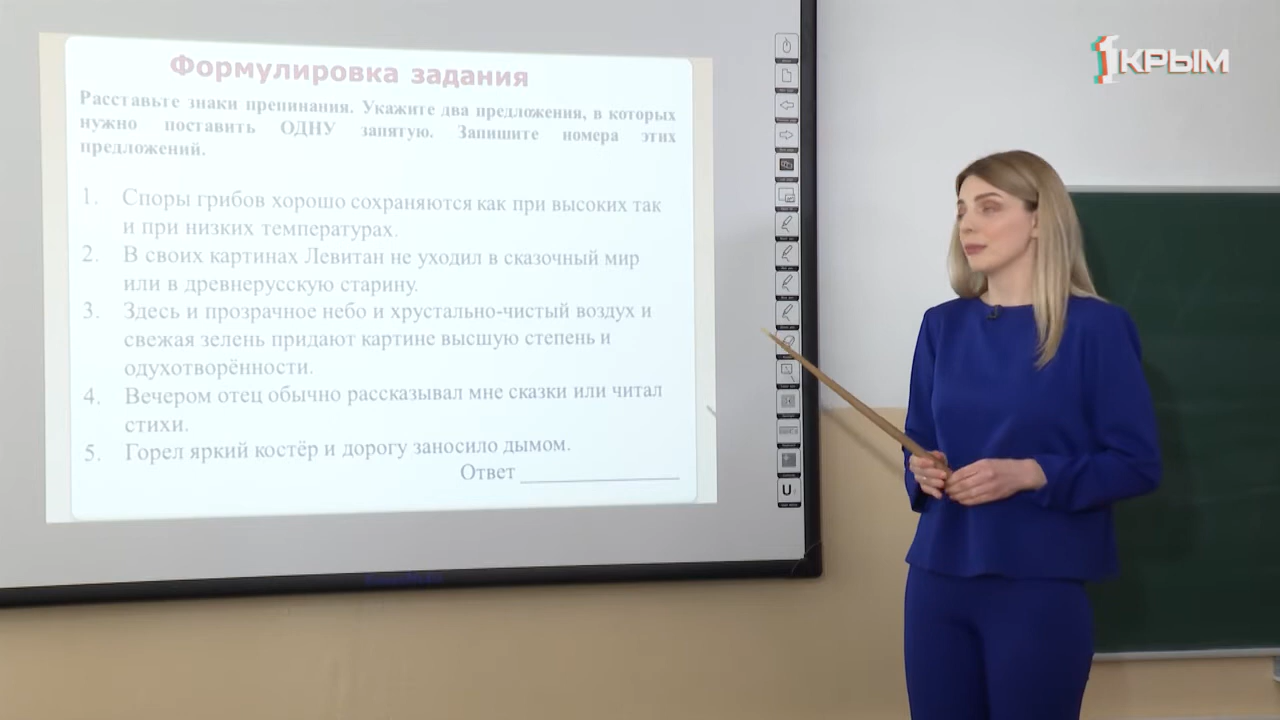 Формулировка задания
Расставьте знаки препинания. Укажите два предложения, в которых
нужно поставить ОДНУ запятую. Запишите номера этих
предложений.
1. Споры грибов хорошо сохраняются как при высоких так
и при низких температурах.
2. В своих картинах Левитан не уходил в сказочный мир
или в древнерусскую старину.
3. Здесь и прозрачное небо и хрустально-чистый воздух и
свежая зелень придают картине высшую степень и
одухотворённости.
4. Вечером отец обычно рассказывал мне сказки или читал
стихи.
5. Горел яркий костёр и дорогу заносило дымом.
Ответ _______________
1 КРЫМ
U